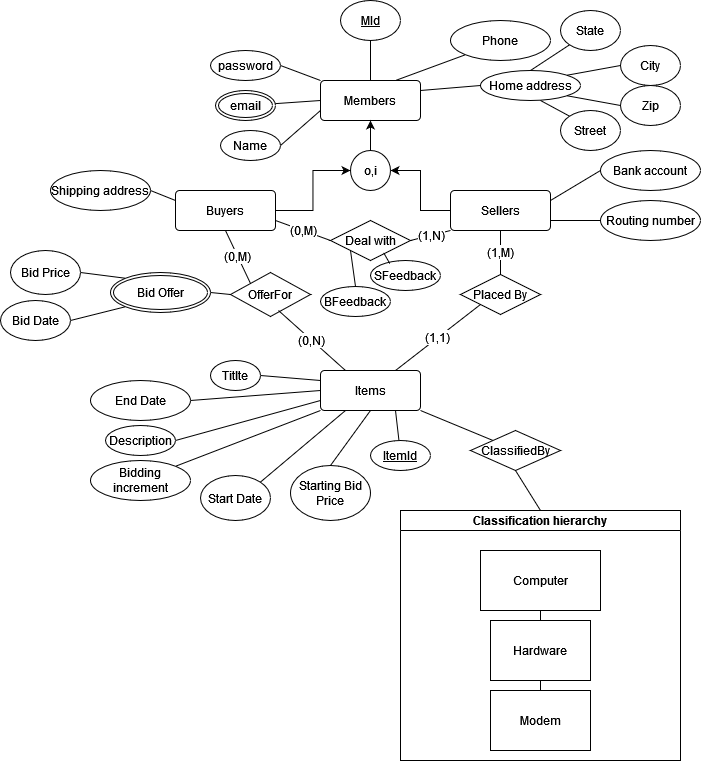 MId
State
Phone
password
City
Home address
Members
email
Zip
Name
Street
o,i
Bank account
Shipping address
Buyers
Sellers
Routing number
(0,M)
(1,N)
Deal with
(0,M)
(1,M)
SFeedback
Bid Price
Bid Offer
OfferFor
Placed By
BFeedback
Bid Date
(0,N)
(1,1)
Titlte
Items
End Date
Description
ItemId
ClassifiedBy
Bidding
increment
Starting Bid
Price
Start Date
Classification hierarchy
Computer
Hardware
Modem